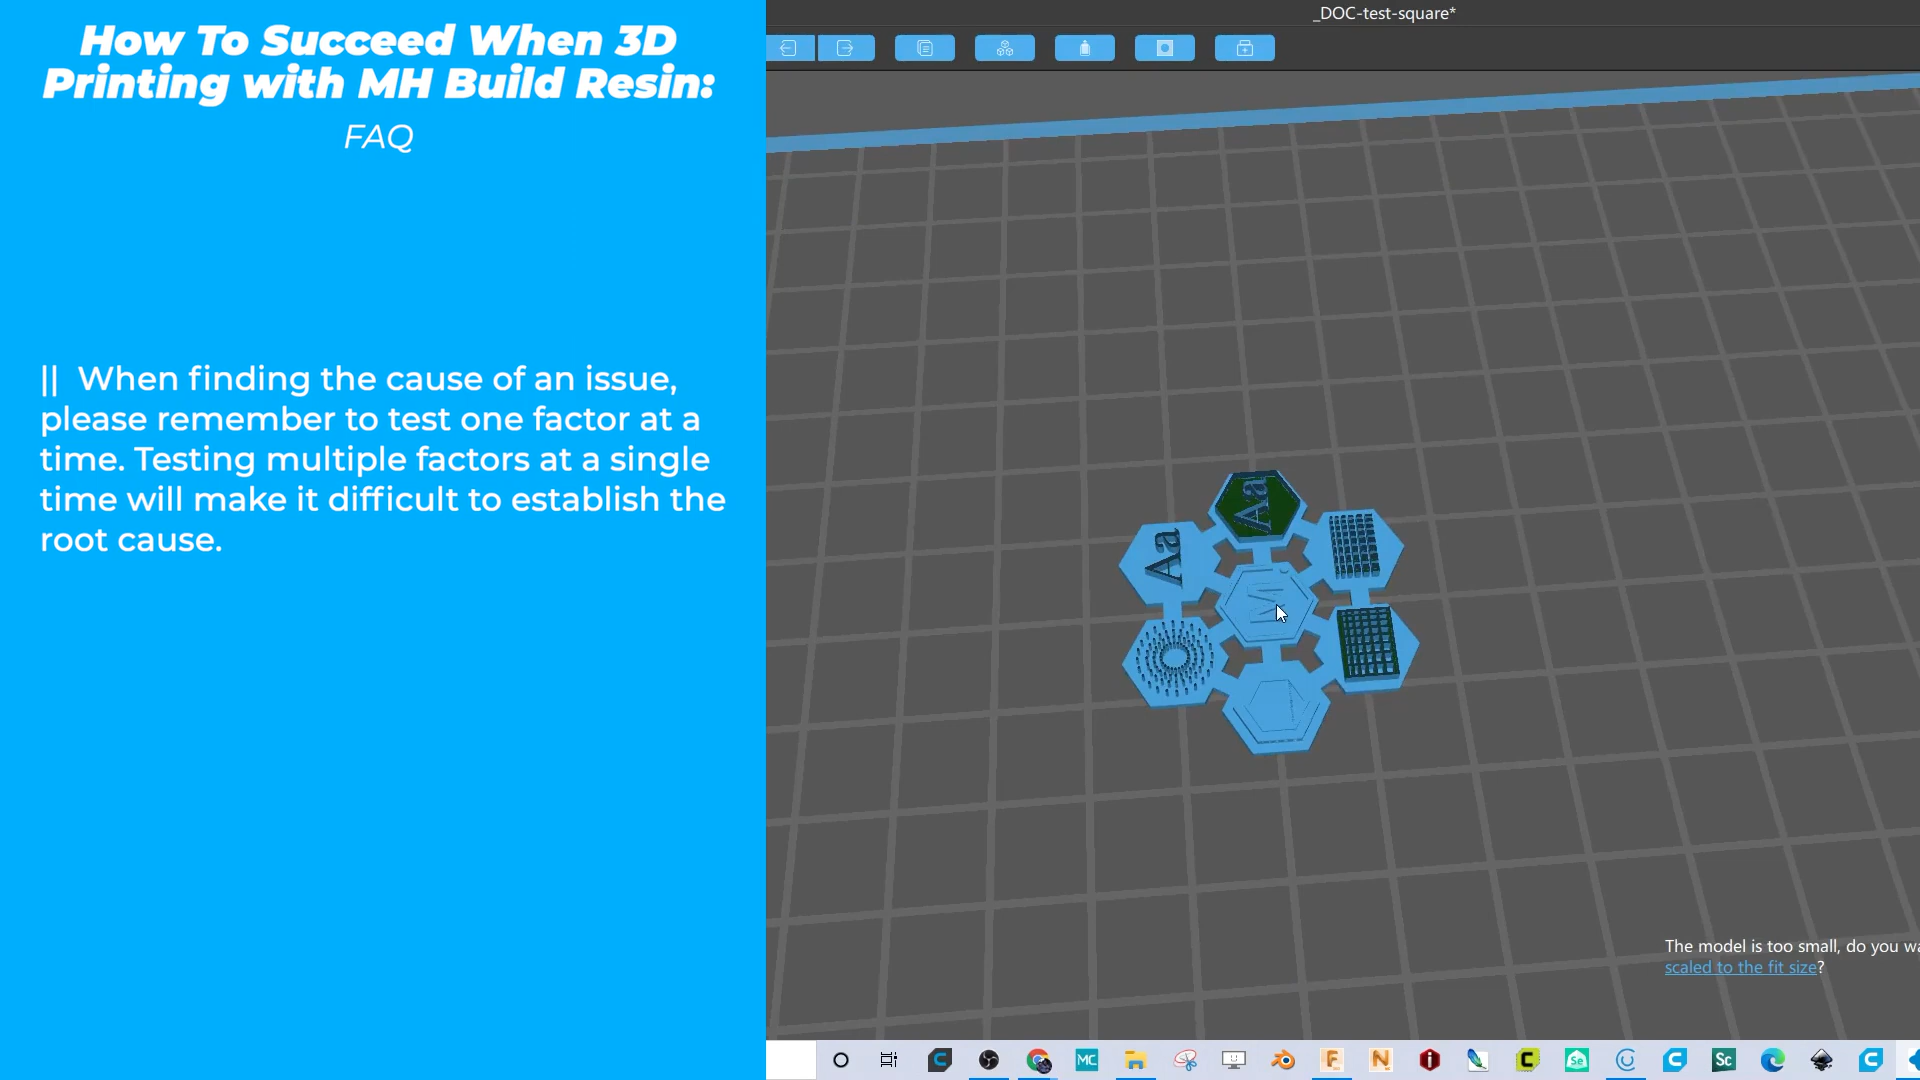 How To Succeed When 3D
Printing with MH Build Resin:
FAQ
|| When finding the cause of an issue,
please remember to test one factor at a
time. Testing multiple factors at a single
time will make it difficult to establish the
root cause.
_DOC-test-square*
Aa
Aa
M
The model is too small, do you wa
scaled to the fit size?
MC
F
N
C
Se
Sc